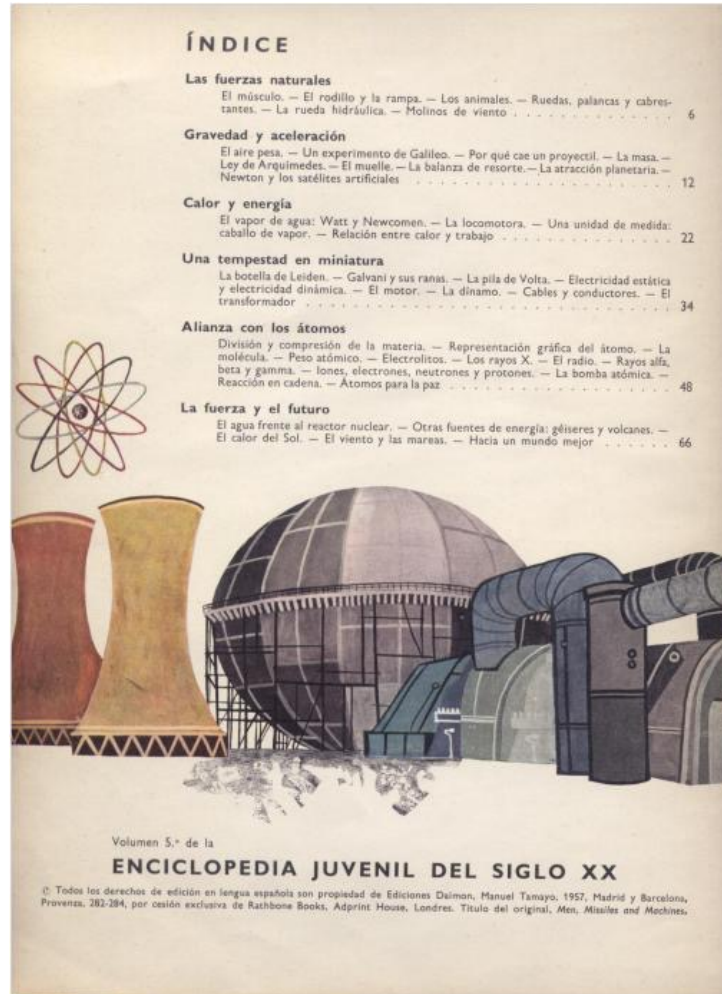 ÍNDICE
Las fuerzas naturales
El músculo. — El rodillo y la rampa. — Los animales. — Ruedas, palancas y cabres-
tantes. — La rueda hidráulica. — Molinos de viento . . . . . . . . . . . . . . . 6
Gravedad y aceleración
El aire pesa. — Un experimento de Galileo. — Por qué cae un proyectil. — La masa. —
Ley de Arquímedes. — El muelle. — La balanza de resorte. — La atracción planetaria. —
Newton y los satélites artificiales . . . . . . . . . . . . . . . . . . . . . . . . 12
Calor y energía
El vapor de agua: Watt y Newcomen. — La locomotora. — Una unidad de medida:
caballo de vapor. — Relación entre calor y trabajo . . . . . . . . . . . . . . . . 22
Una tempestad en miniatura
La botella de Leiden. — Galvani y sus ranas. — La pila de Volta. — Electricidad estática
y electricidad dinámica. — El motor. — La dínamo. — Cables y conductores. — El
transformador . . . . . . . . . . . . . . . . . . . . . . . . . . . . . . . . . . 34
Alianza con los átomos
División y compresión de la materia. — Representación gráfica del átomo. — La
molécula. — Peso atómico. — Electrolitos. — Los rayos X. — El radio. — Rayos alfa,
beta y gamma. — Iones, electrones, neutrones y protones. — La bomba atómica. —
Reacción en cadena. — Átomos para la paz . . . . . . . . . . . . . . . . . . . . 48
La fuerza y el futuro
El agua frente al reactor nuclear. — Otras fuentes de energía: géiseres y volcanes. —
El calor del Sol. — El viento y las mareas. — Hacia un mundo mejor . . . . . . 66
Volumen 5.º de la
ENCICLOPEDIA JUVENIL DEL SIGLO XX
© Todos los derechos de edición en lengua española son propiedad de Ediciones Daimon, Manuel Tamayo, 1957, Madrid y Barcelona,
Provenza, 282-284, por cesión exclusiva de Rathbone Books, Adprint House, Londres. Título del original, Men, Missiles and Machines.